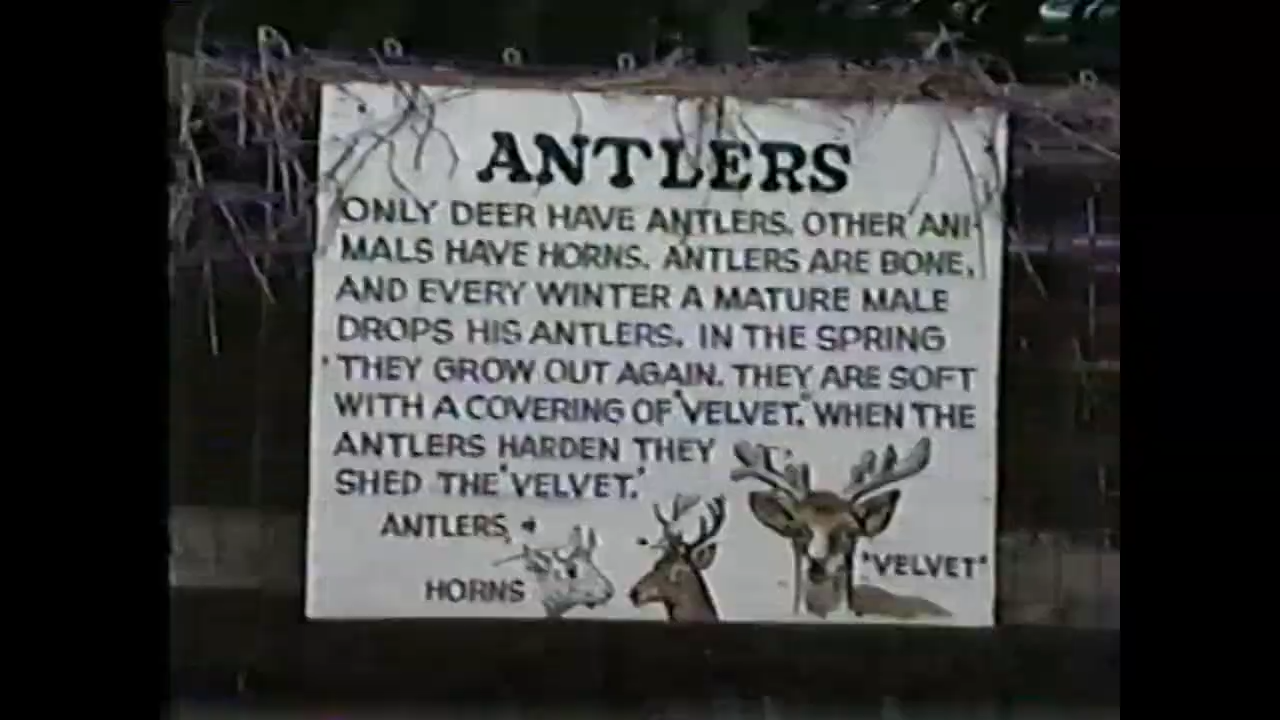 ANTLERS
ONLY DEER HAVE ANTLERS. OTHER ANI-
MALS HAVE HORNS. ANTLERS ARE BONE,
AND EVERY WINTER A MATURE MALE
DROPS HIS ANTLERS. IN THE SPRING
THEY GROW OUT AGAIN. THEY ARE SOFT
WITH A COVERING OF "VELVET." WHEN THE
ANTLERS HARDEN THEY
SHED THE "VELVET."
ANTLERS
HORNS
"VELVET"